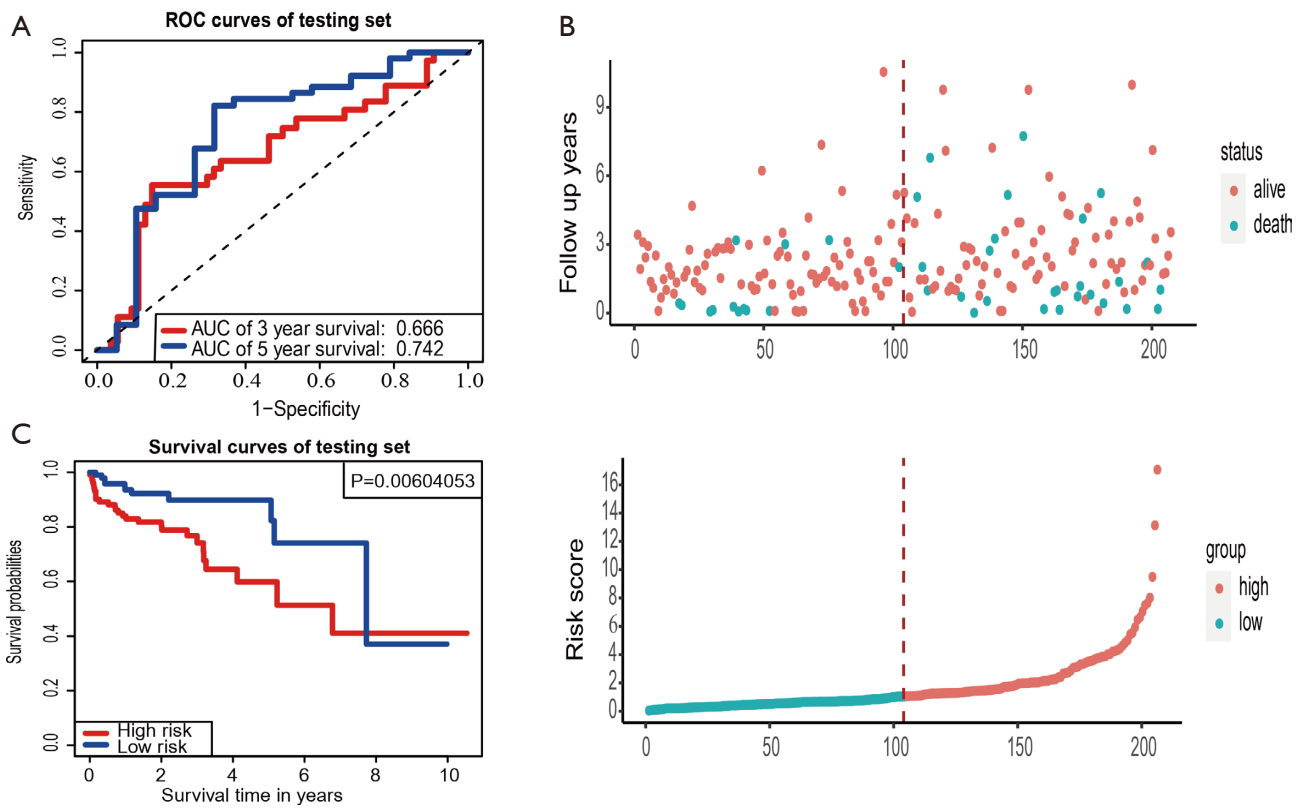 A
ROC curves of testing set
1.0
0.8
0.6
0.4
0.2
0.0
Sensitivity
AUC of 3 year survival: 0.666
AUC of 5 year survival: 0.742
0.0 0.2 0.4 0.6 0.8 1.0
1−Specificity
B
9
6
3
0
Follow up years
0 50 100 150 200
status
alive
death
C
Survival curves of testing set
P=0.00604053
1.0
0.8
0.6
0.4
0.2
0.0
Survival probabilities
High risk
Low risk
0 2 4 6 8 10
Survival time in years
16
14
12
10
8
6
4
2
0
Risk score
0 50 100 150 200
group
high
low